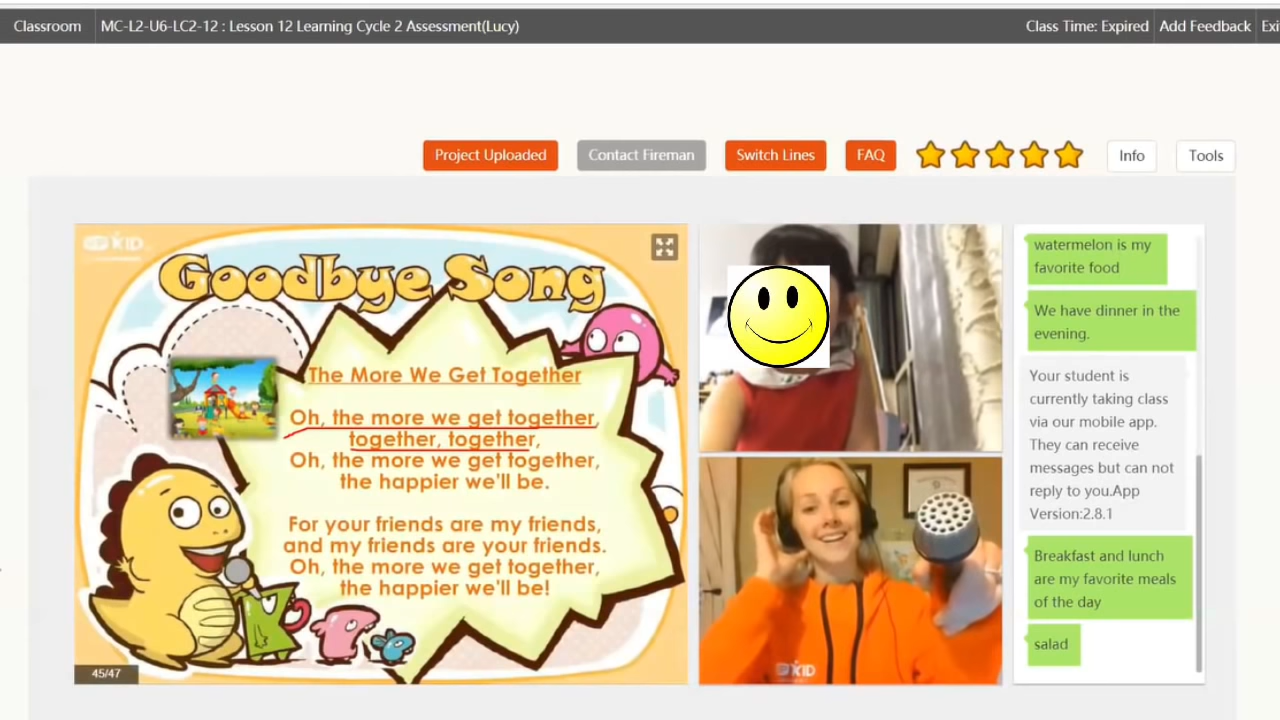 Classroom
MC-L2-U6-LC2-12 : Lesson 12 Learning Cycle 2 Assessment(Lucy)
Class Time: Expired
Add Feedback
Exi
Project Uploaded
Contact Fireman
Switch Lines
FAQ
Info
Tools
Goodbye Song
The More We Get Together
Oh, the more we get together,
together, together,
Oh, the more we get together,
the happier we'll be.
For your friends are my friends,
and my friends are your friends.
Oh, the more we get together,
the happier we'll be!
45/47
watermelon is my
favorite food
We have dinner in the
evening.
Your student is
currently taking class
via our mobile app.
They can receive
messages but can not
reply to you.App
Version:2.8.1
Breakfast and lunch
are my favorite meals
of the day
salad